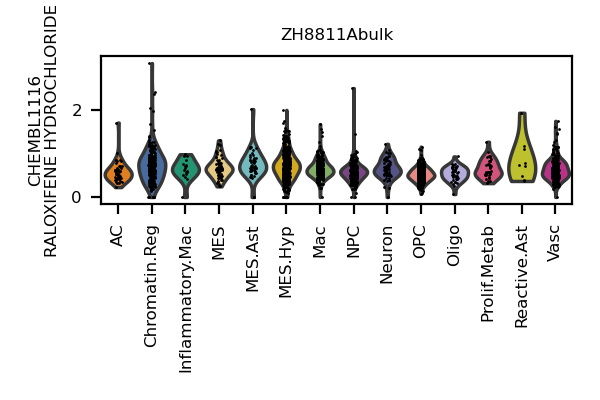 ZH8811Abulk
CHEMBL1116
RALOXIFENE HYDROCHLORIDE
2
0
AC
Chromatin.Reg
Inflammatory.Mac
MES
MES.Ast
MES.Hyp
Mac
NPC
Neuron
OPC
Oligo
Prolif.Metab
Reactive.Ast
Vasc